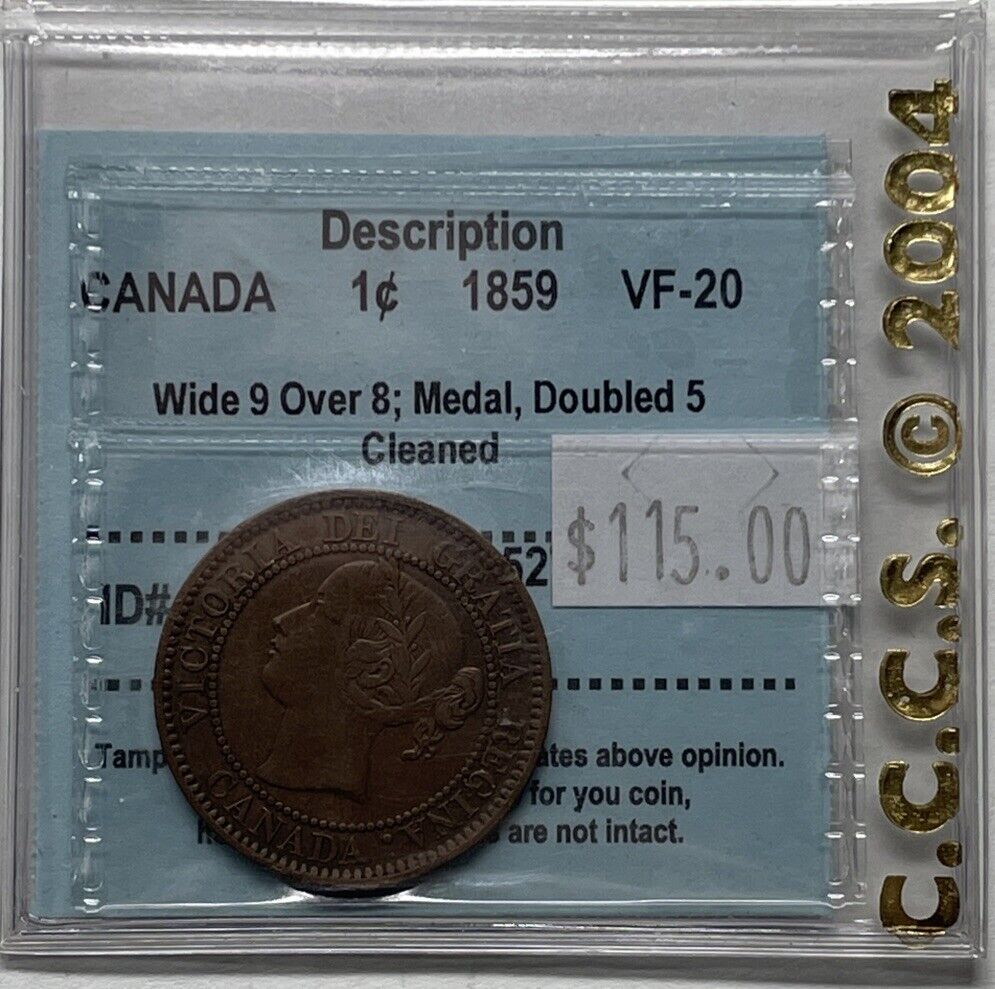 Description
CANADA 1¢ 1859 VF-20
Wide 9 Over 8; Medal, Doubled 5
Cleaned
$115.00
ID# 52
VICTORIA DEI GRATIA REGINA.
CANADA
ates above opinion.
for you coin,
are not intact.
C.C.C.S. © 2004